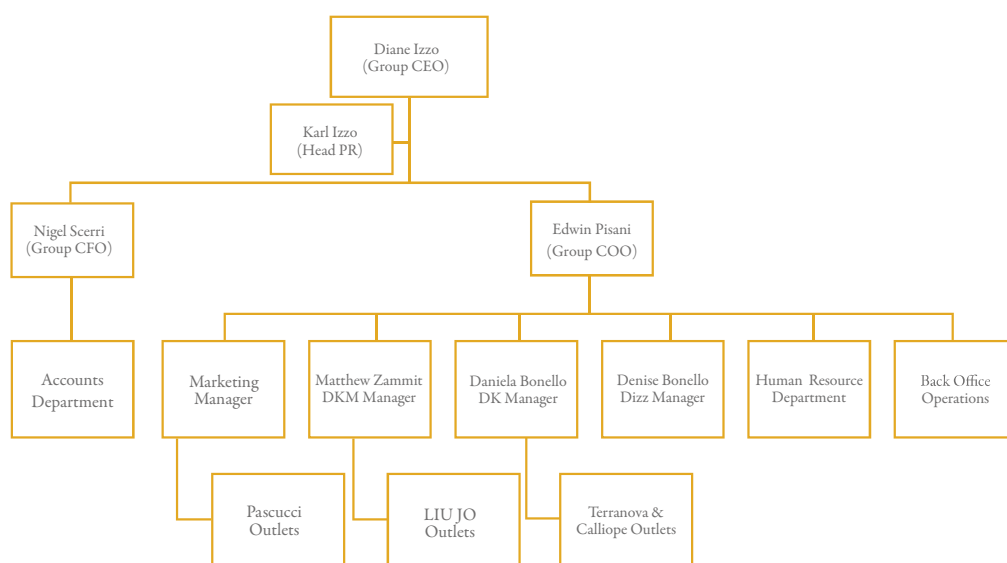 Diane Izzo
(Group CEO)
Karl Izzo
(Head PR)
Nigel Scerri
(Group CFO)
Edwin Pisani
(Group COO)
Accounts
Department
Marketing
Manager
Matthew Zammit
DKM Manager
Daniela Bonello
DK Manager
Denise Bonello
Dizz Manager
Human Resource
Department
Back Office
Operations
Pascucci
Outlets
LIU JO
Outlets
Terranova &
Calliope Outlets